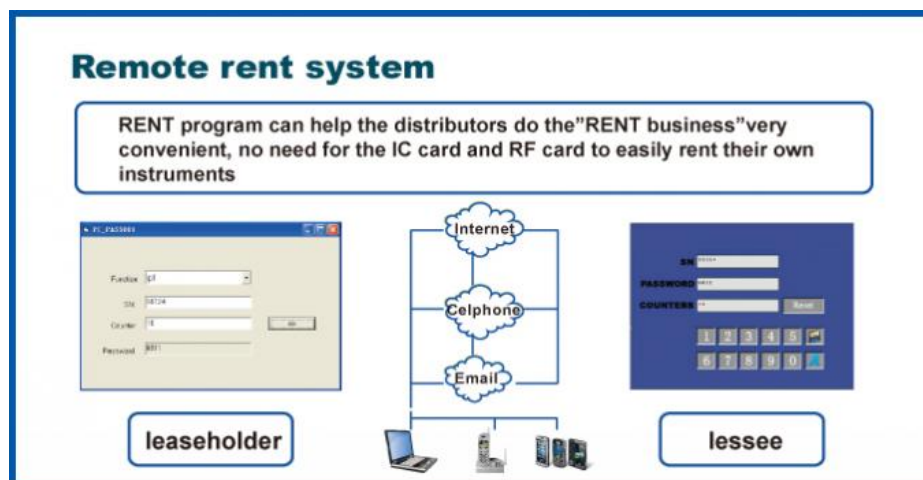 Remote rent system
RENT program can help the distributors do the”RENT business”very
convenient, no need for the IC card and RF card to easily rent their own
instruments
Function
SN
Counter
Password
Internet
Celphone
Email
SN
PASSWORD
COUNTERS
Reset
1 2 3 4 5
6 7 8 9 0
leaseholder
lessee